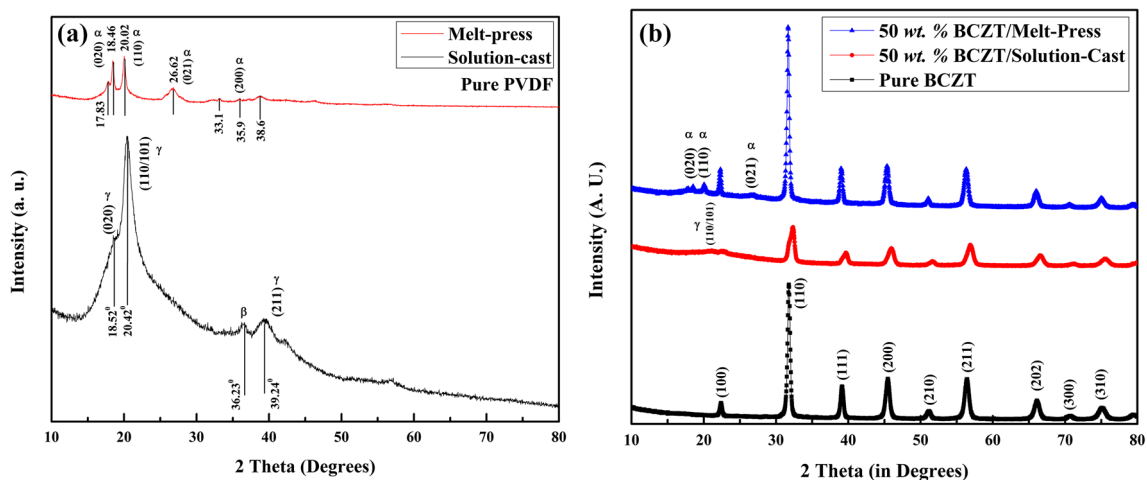 (a)
(020) α
18.46
20.02
(110) α
Melt-press
Solution-cast
Pure PVDF
26.62
(021) α
(200) α
17.83
33.1
35.9
38.6
γ
(110/101)
γ
(020)
18.52⁰
20.42⁰
β
γ
(211)
36.23⁰
39.24⁰
Intensity (a. u.)
10 20 30 40 50 60 70 80
2 Theta (Degrees)
(b)
50 wt. % BCZT/Melt-Press
50 wt. % BCZT/Solution-Cast
Pure BCZT
α
(020)
α
(110)
α
(021)
γ
(110/101)
(110)
(100)
(111)
(200)
(210)
(211)
(202)
(300)
(310)
Intensity (A. U.)
10 20 30 40 50 60 70 80
2 Theta (in Degrees)